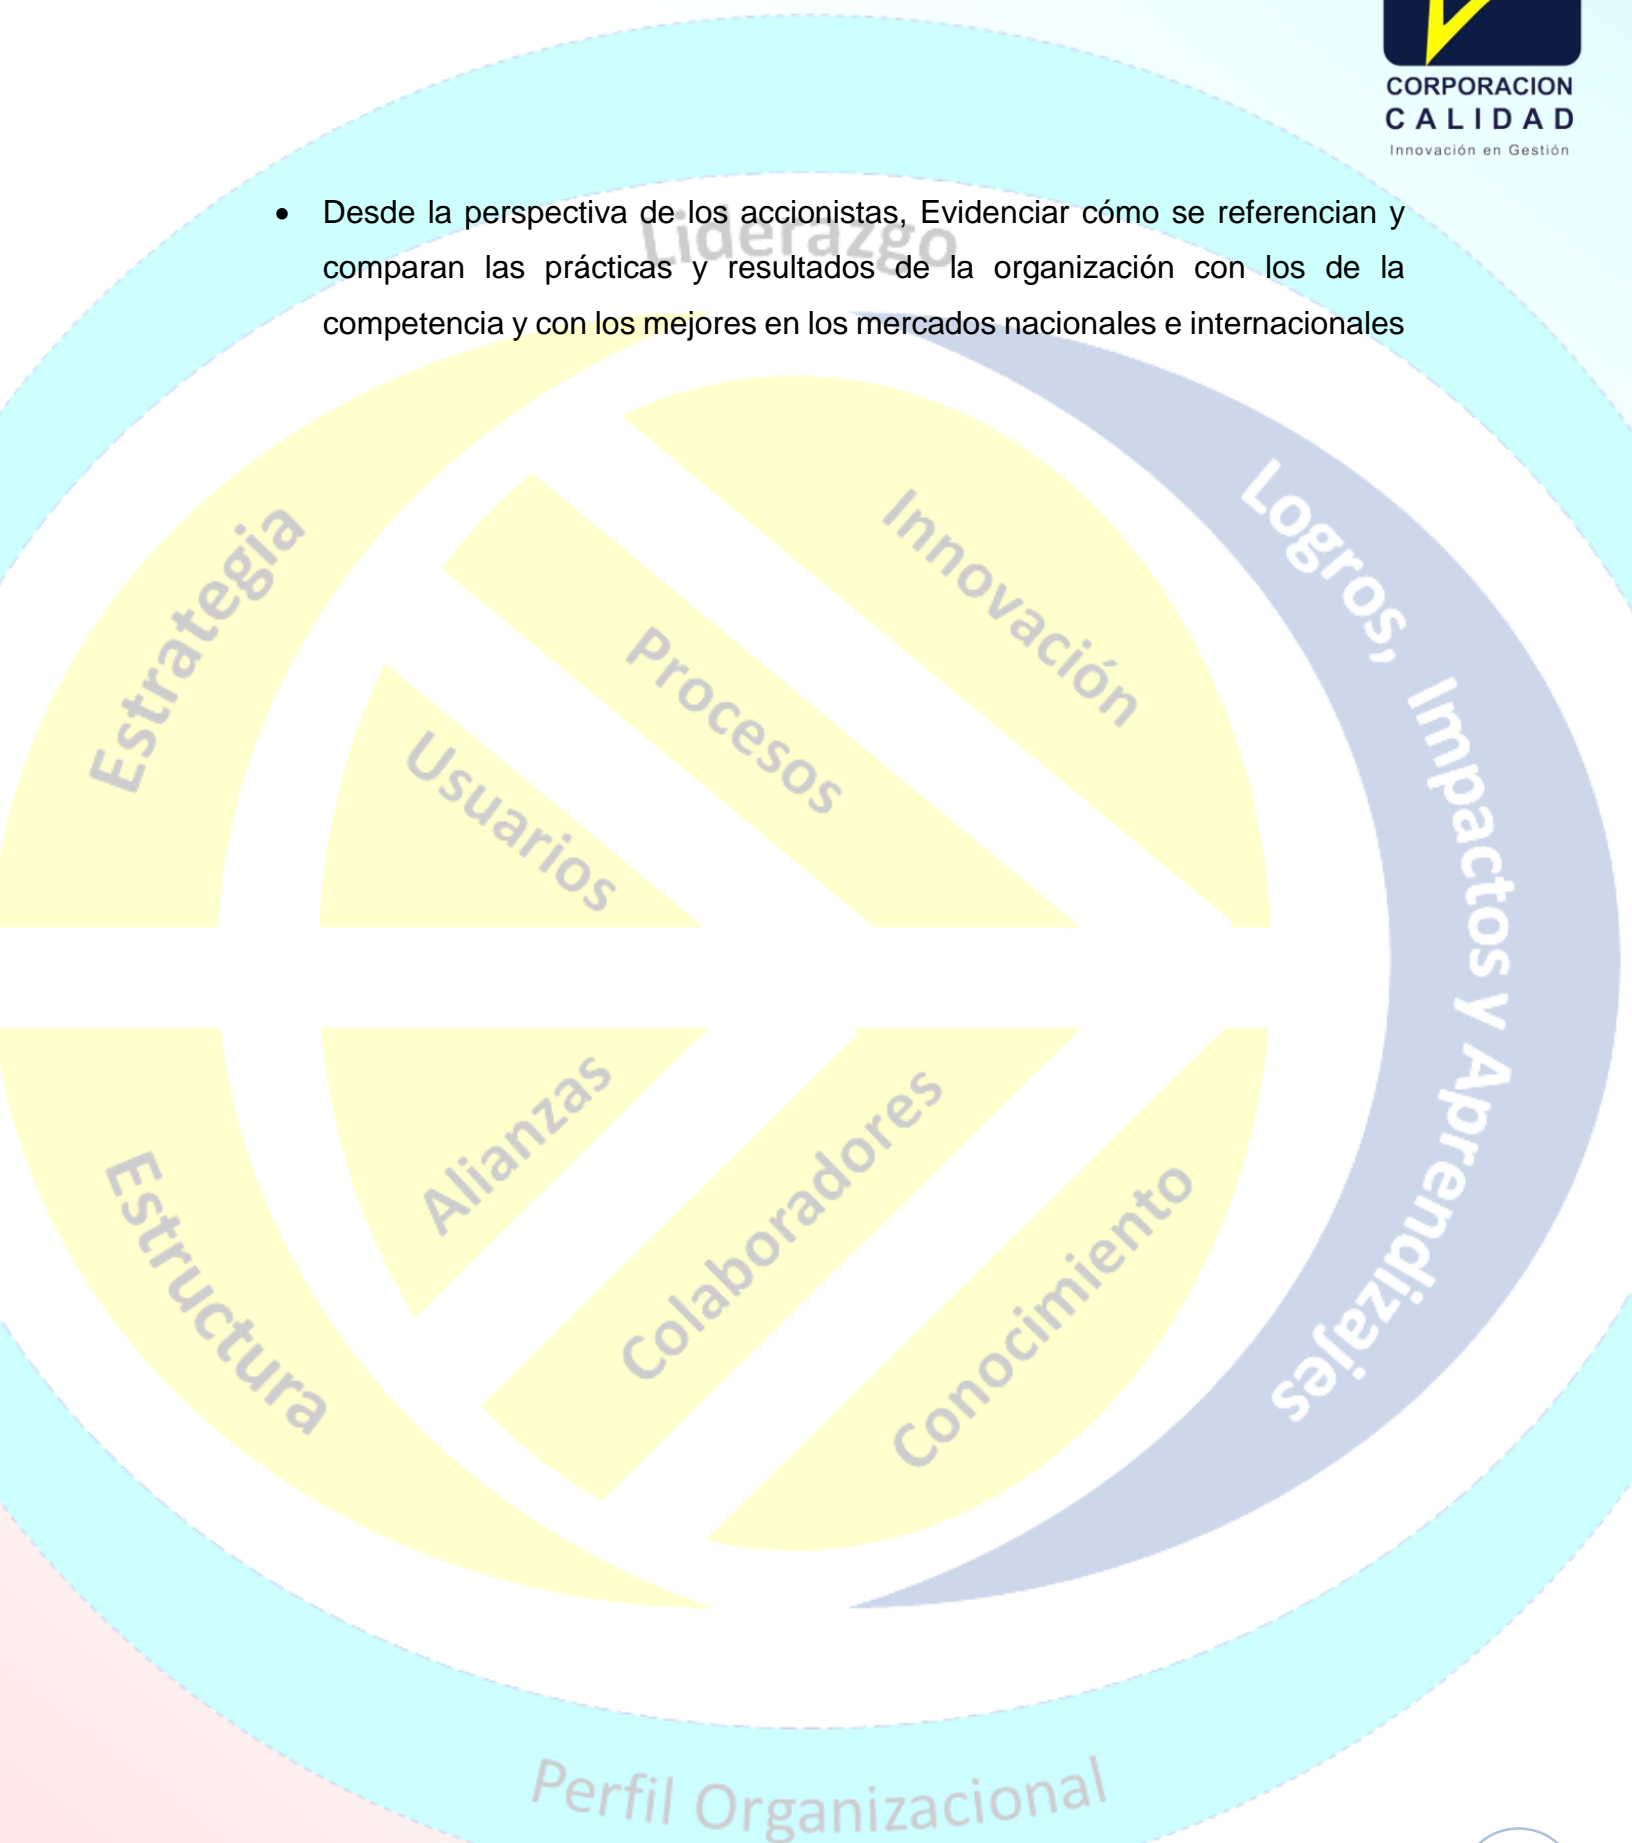 CORPORACION
CALIDAD
Innovación en Gestión
• Desde la perspectiva de los accionistas, Evidenciar cómo se referencian y
comparan las prácticas y resultados de la organización con los de la
competencia y con los mejores en los mercados nacionales e internacionales
Liderazgo
Estrategia
Innovación
Procesos
Usuarios
Logros, Impactos y Aprendizajes
Alianzas
Colaboradores
Conocimiento
Estructura
Perfil Organizacional